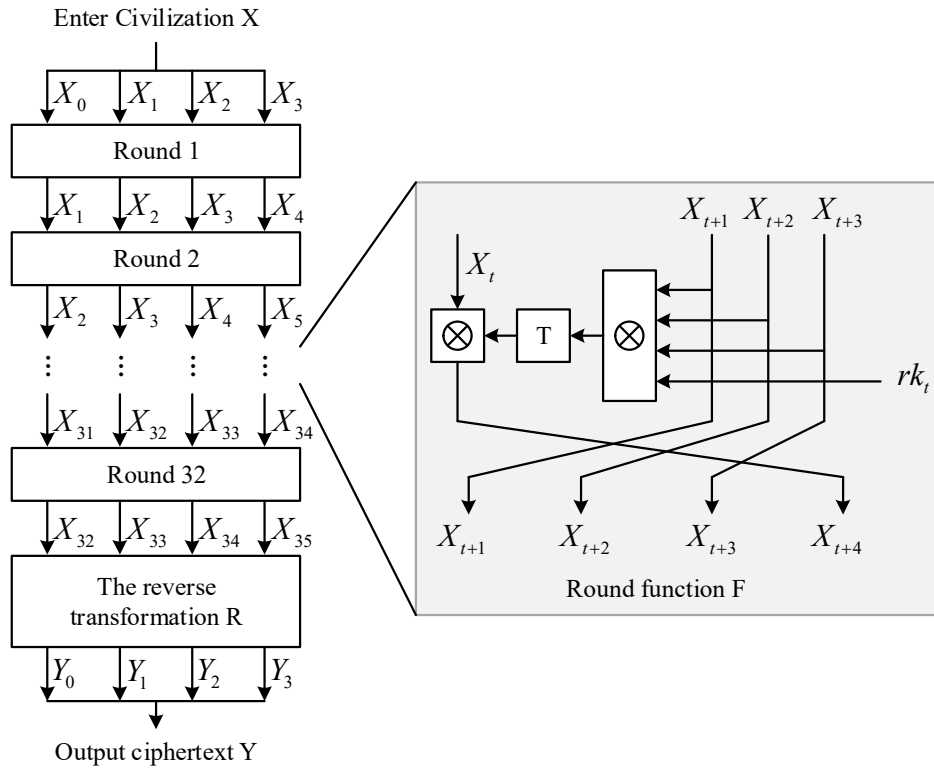 Enter Civilization X
X₀ X₁ X₂ X₃
Round 1
X₁ X₂ X₃ X₄
Round 2
X₂ X₃ X₄ X₅
⋮ ⋮ ⋮ ⋮
X₃₁ X₃₂ X₃₃ X₃₄
Round 32
X₃₂ X₃₃ X₃₄ X₃₅
The reverse
transformation R
Y₀ Y₁ Y₂ Y₃
Output ciphertext Y
Xₜ₊₁ Xₜ₊₂ Xₜ₊₃
Xₜ
T
rkₜ
Xₜ₊₁ Xₜ₊₂ Xₜ₊₃ Xₜ₊₄
Round function F